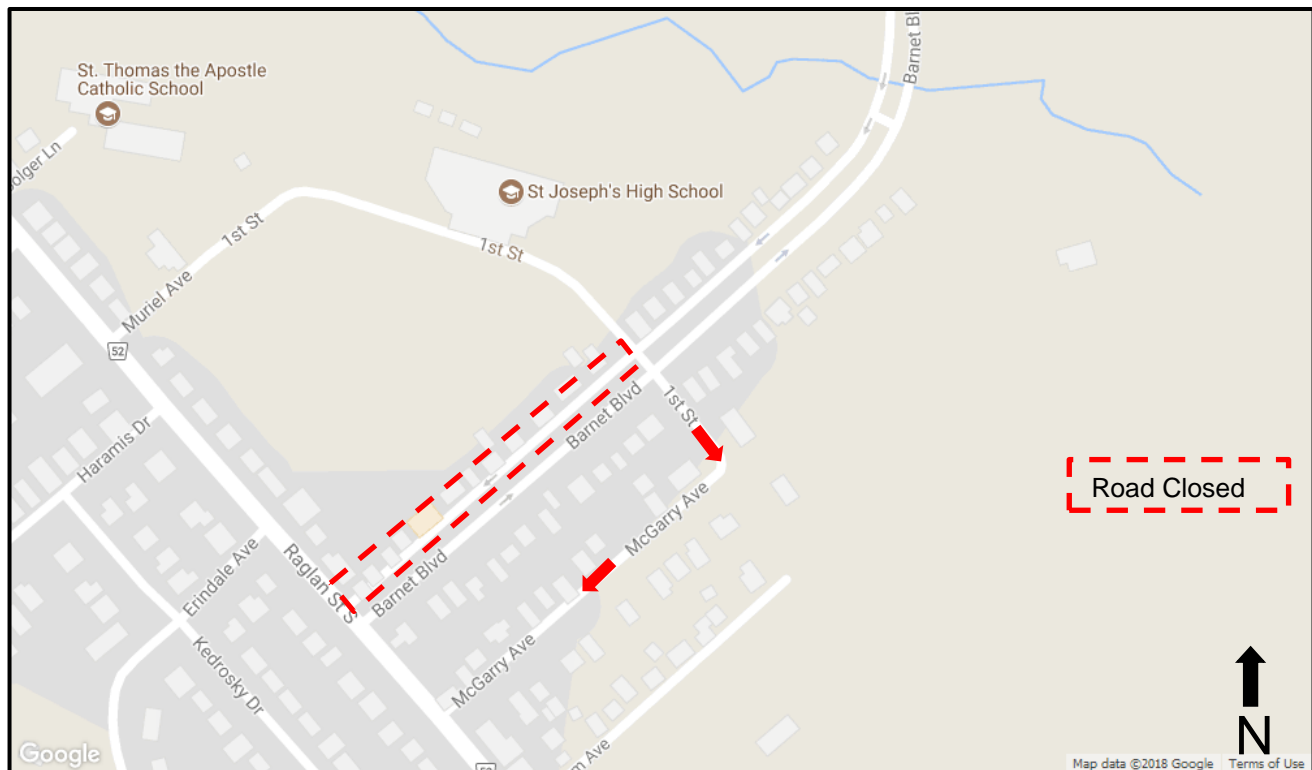 St. Thomas the Apostle
Catholic School
Barnet Bl
olger Ln
St Joseph's High School
1st St
1st St
Muriel Ave
52
1st St
Barnet Blvd
Haramis Dr
Road Closed
McGarry Ave
Erindale Ave
Raglan St S
Barnet Blvd
Kedrosky Dr
McGarry Ave
N
m Ave
Google
Map data ©2018 Google
Terms of Use